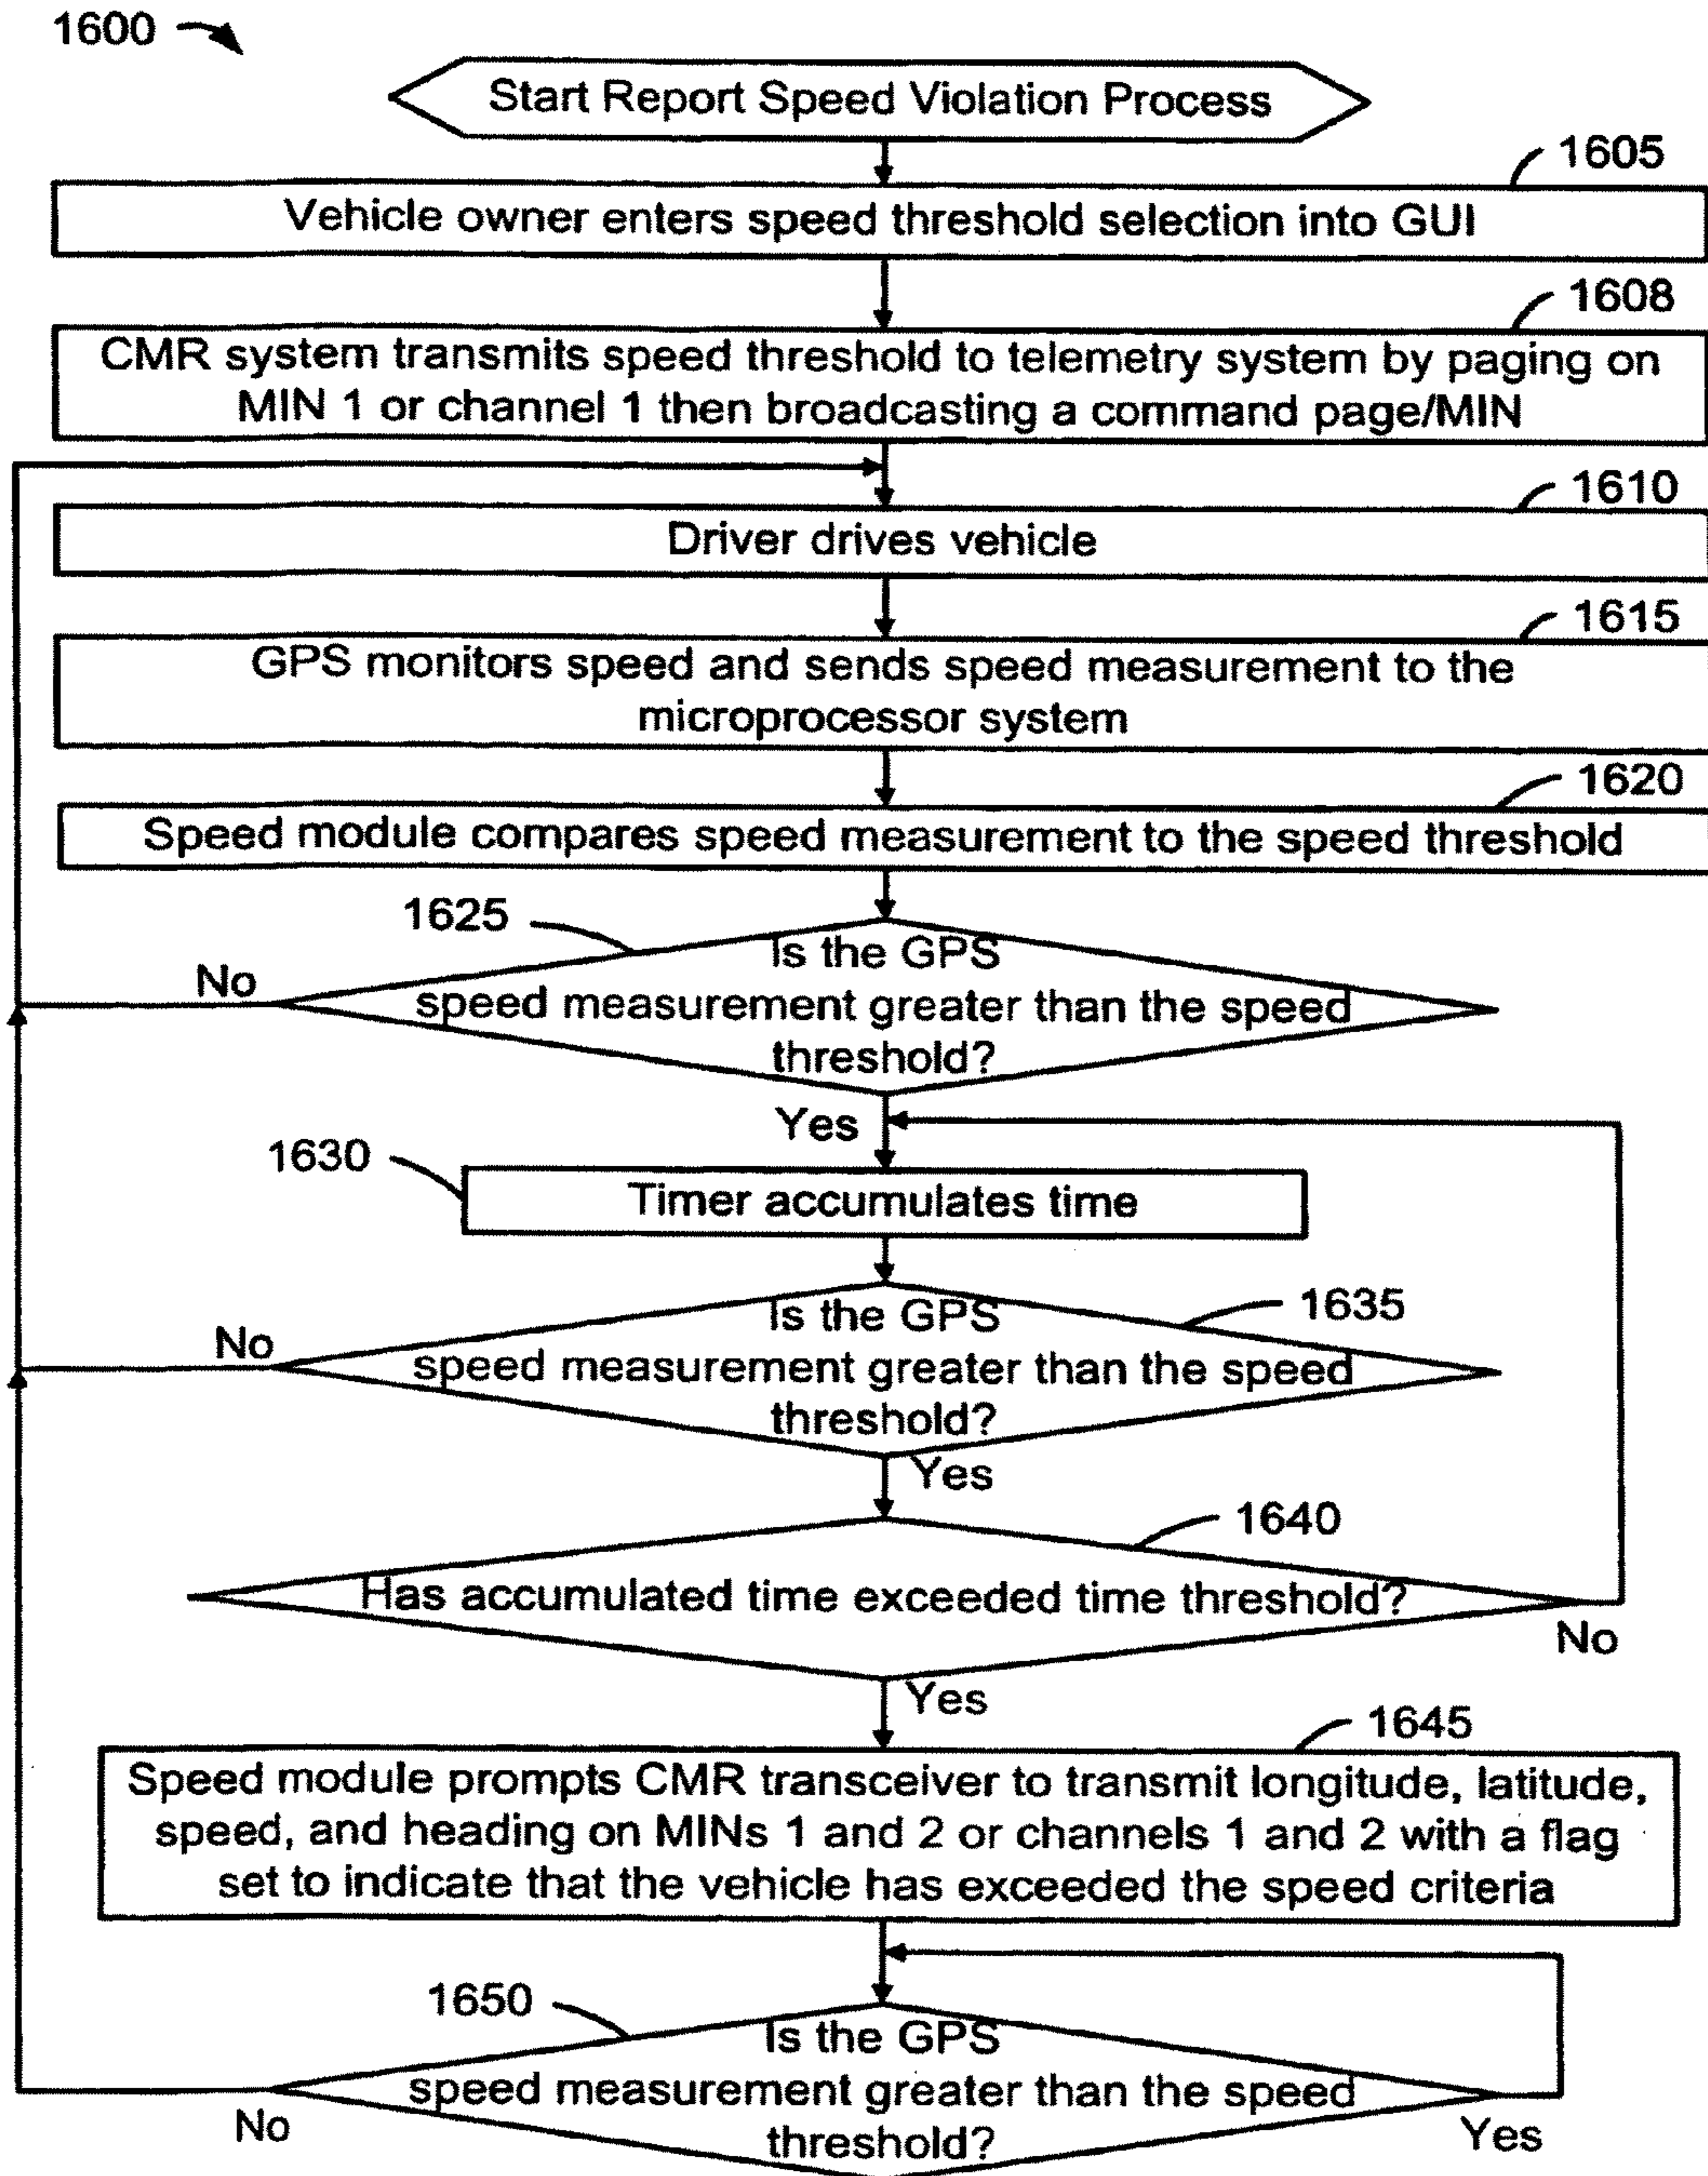 1600
Start Report Speed Violation Process
1605
Vehicle owner enters speed threshold selection into GUI
1608
CMR system transmits speed threshold to telemetry system by paging on
MIN 1 or channel 1 then broadcasting a command page/MIN
1610
Driver drives vehicle
1615
GPS monitors speed and sends speed measurement to the
microprocessor system
1620
Speed module compares speed measurement to the speed threshold
1625
Is the GPS
No
speed measurement greater than the speed
threshold?
Yes
1630
Timer accumulates time
1635
Is the GPS
No
speed measurement greater than the speed
threshold?
Yes
1640
Has accumulated time exceeded time threshold?
No
Yes
1645
Speed module prompts CMR transceiver to transmit longitude, latitude,
speed, and heading on MINs 1 and 2 or channels 1 and 2 with a flag
set to indicate that the vehicle has exceeded the speed criteria
1650
Is the GPS
speed measurement greater than the speed
No
threshold?
Yes